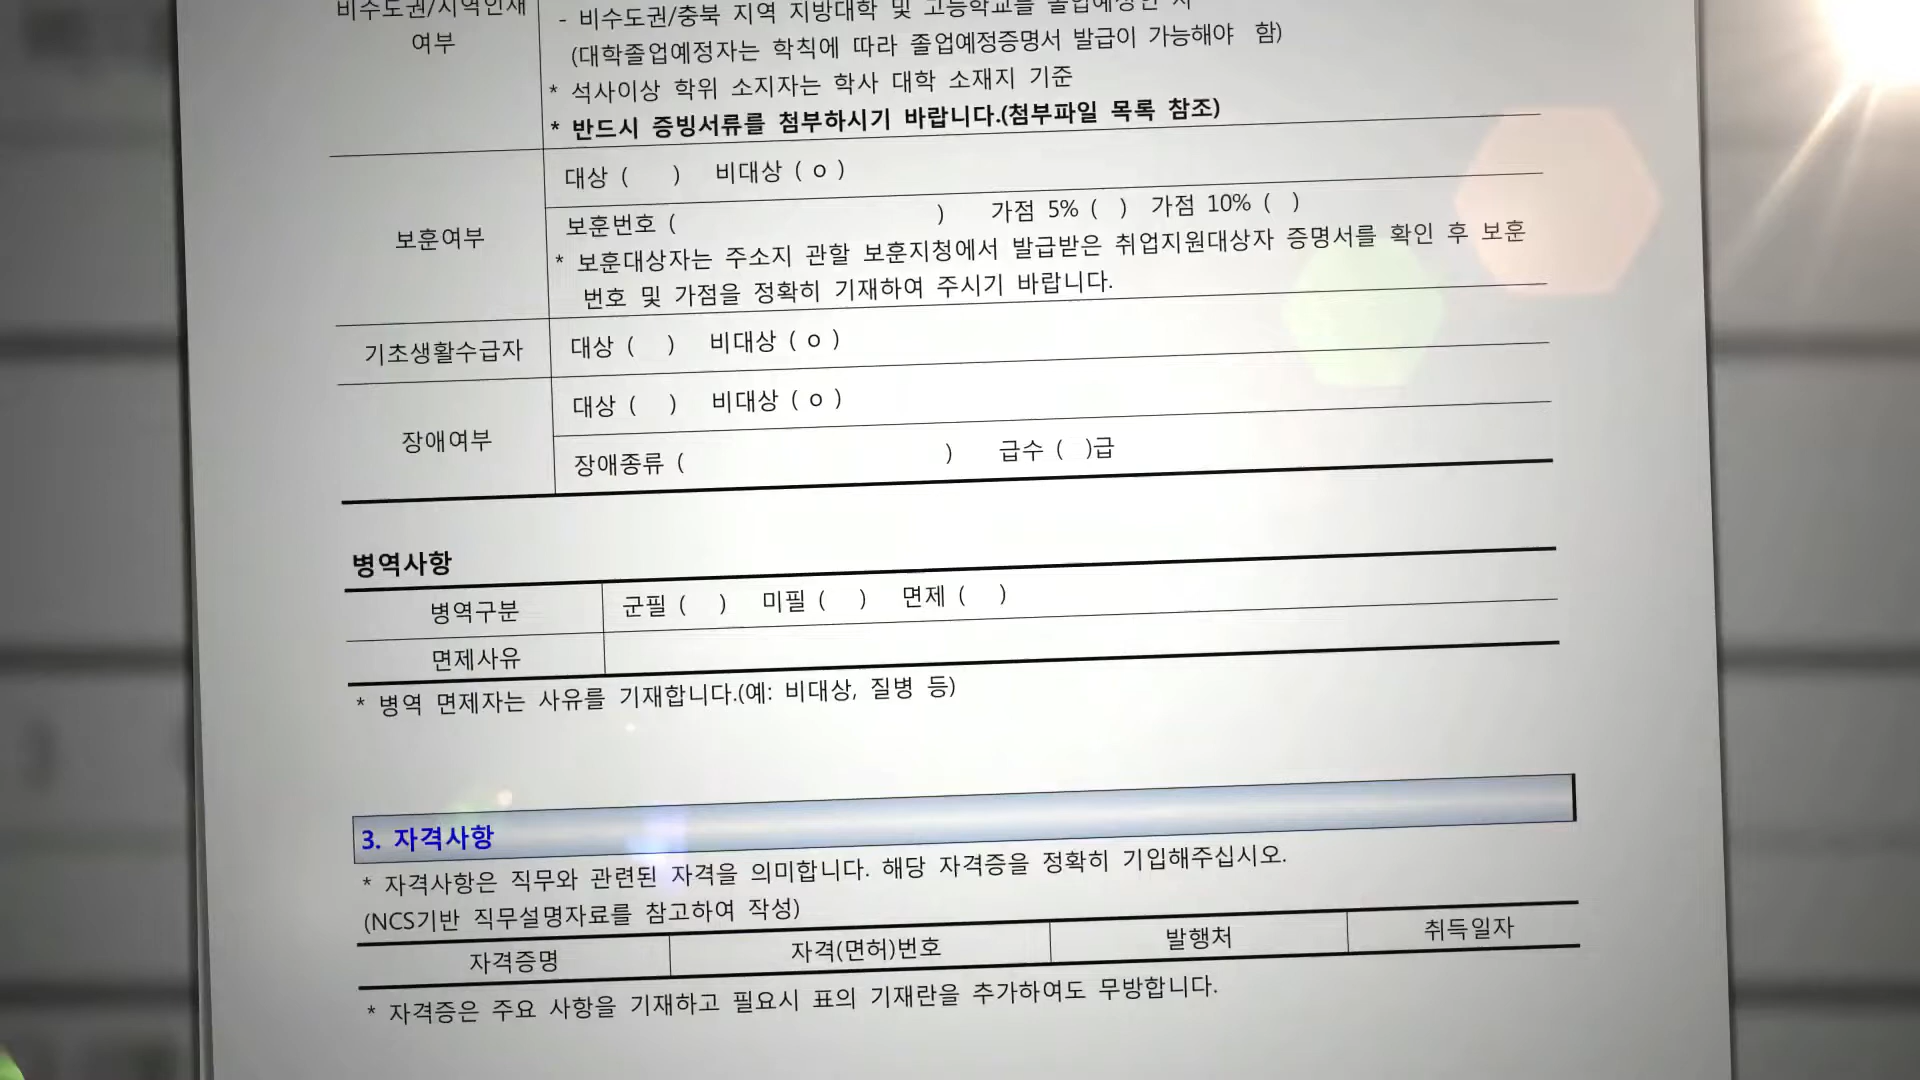 비수도권/지역인재
여부
- 비수도권/충북 지역 지방대학 및 고등학교를 졸업예정인 자
(대학졸업예정자는 학칙에 따라 졸업예정증명서 발급이 가능해야 함)
* 석사이상 학위 소지자는 학사 대학 소재지 기준
* 반드시 증빙서류를 첨부하시기 바랍니다.(첨부파일 목록 참조)
보훈여부
대상 (    )    비대상 ( o )
보훈번호 (                    )    가점 5% (  )  가점 10% (  )
* 보훈대상자는 주소지 관할 보훈지청에서 발급받은 취업지원대상자 증명서를 확인 후 보훈
번호 및 가점을 정확히 기재하여 주시기 바랍니다.
기초생활수급자
대상 (    )    비대상 ( o )
장애여부
대상 (    )    비대상 ( o )
장애종류 (                    )    급수 (  )급
병역사항
병역구분
군필 (    )    미필 (    )    면제 (    )
면제사유
* 병역 면제자는 사유를 기재합니다.(예: 비대상, 질병 등)
3. 자격사항
* 자격사항은 직무와 관련된 자격을 의미합니다. 해당 자격증을 정확히 기입해주십시오.
(NCS기반 직무설명자료를 참고하여 작성)
자격증명    자격(면허)번호    발행처    취득일자
* 자격증은 주요 사항을 기재하고 필요시 표의 기재란을 추가하여도 무방합니다.